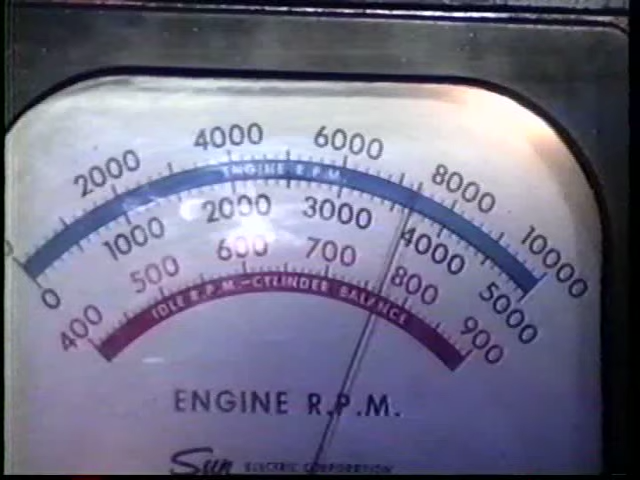 0 2000 4000 6000 8000 10000
ENGINE R.P.M.
0 1000 2000 3000 4000 5000
400 500 600 700 800 900
IDLE R.P.M.-CYLINDER BALANCE
ENGINE R.P.M.
Sun ELECTRIC CORPORATION